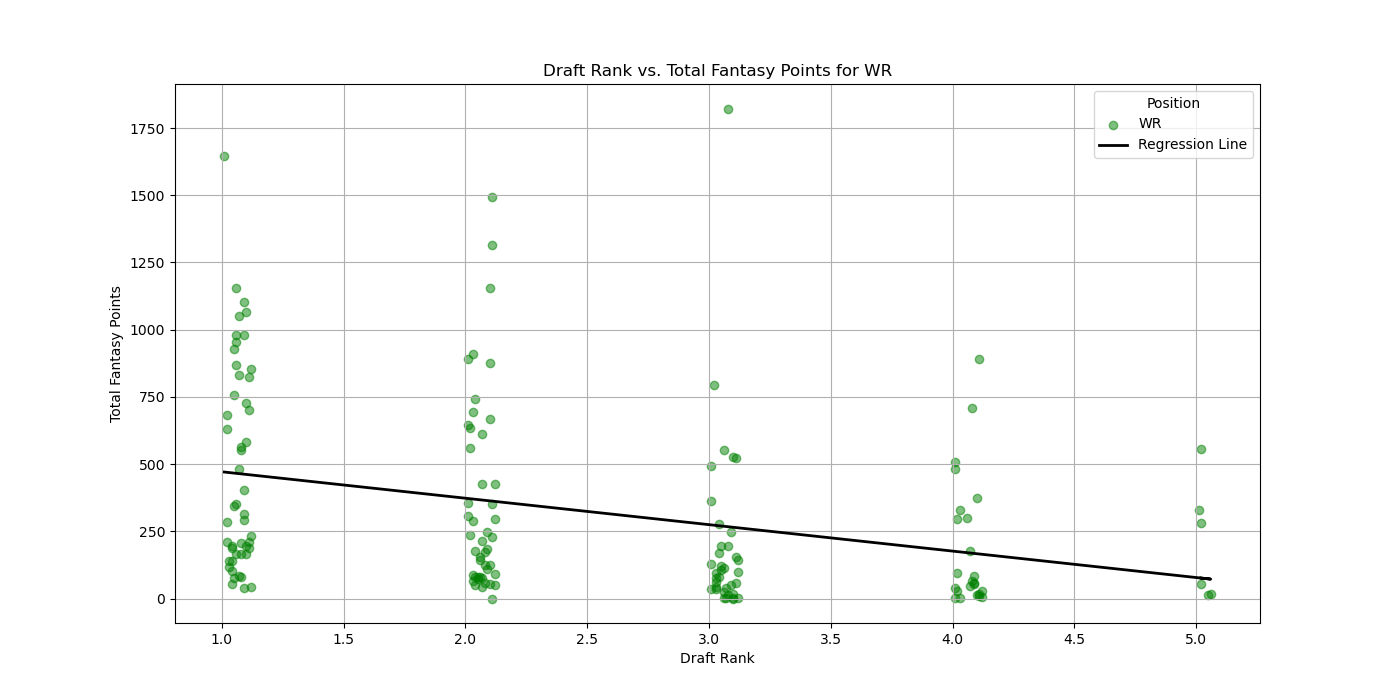 Draft Rank vs. Total Fantasy Points for WR
Position
WR
Regression Line
Total Fantasy Points
1750
1500
1250
1000
750
500
250
0
1.0 1.5 2.0 2.5 3.0 3.5 4.0 4.5 5.0
Draft Rank